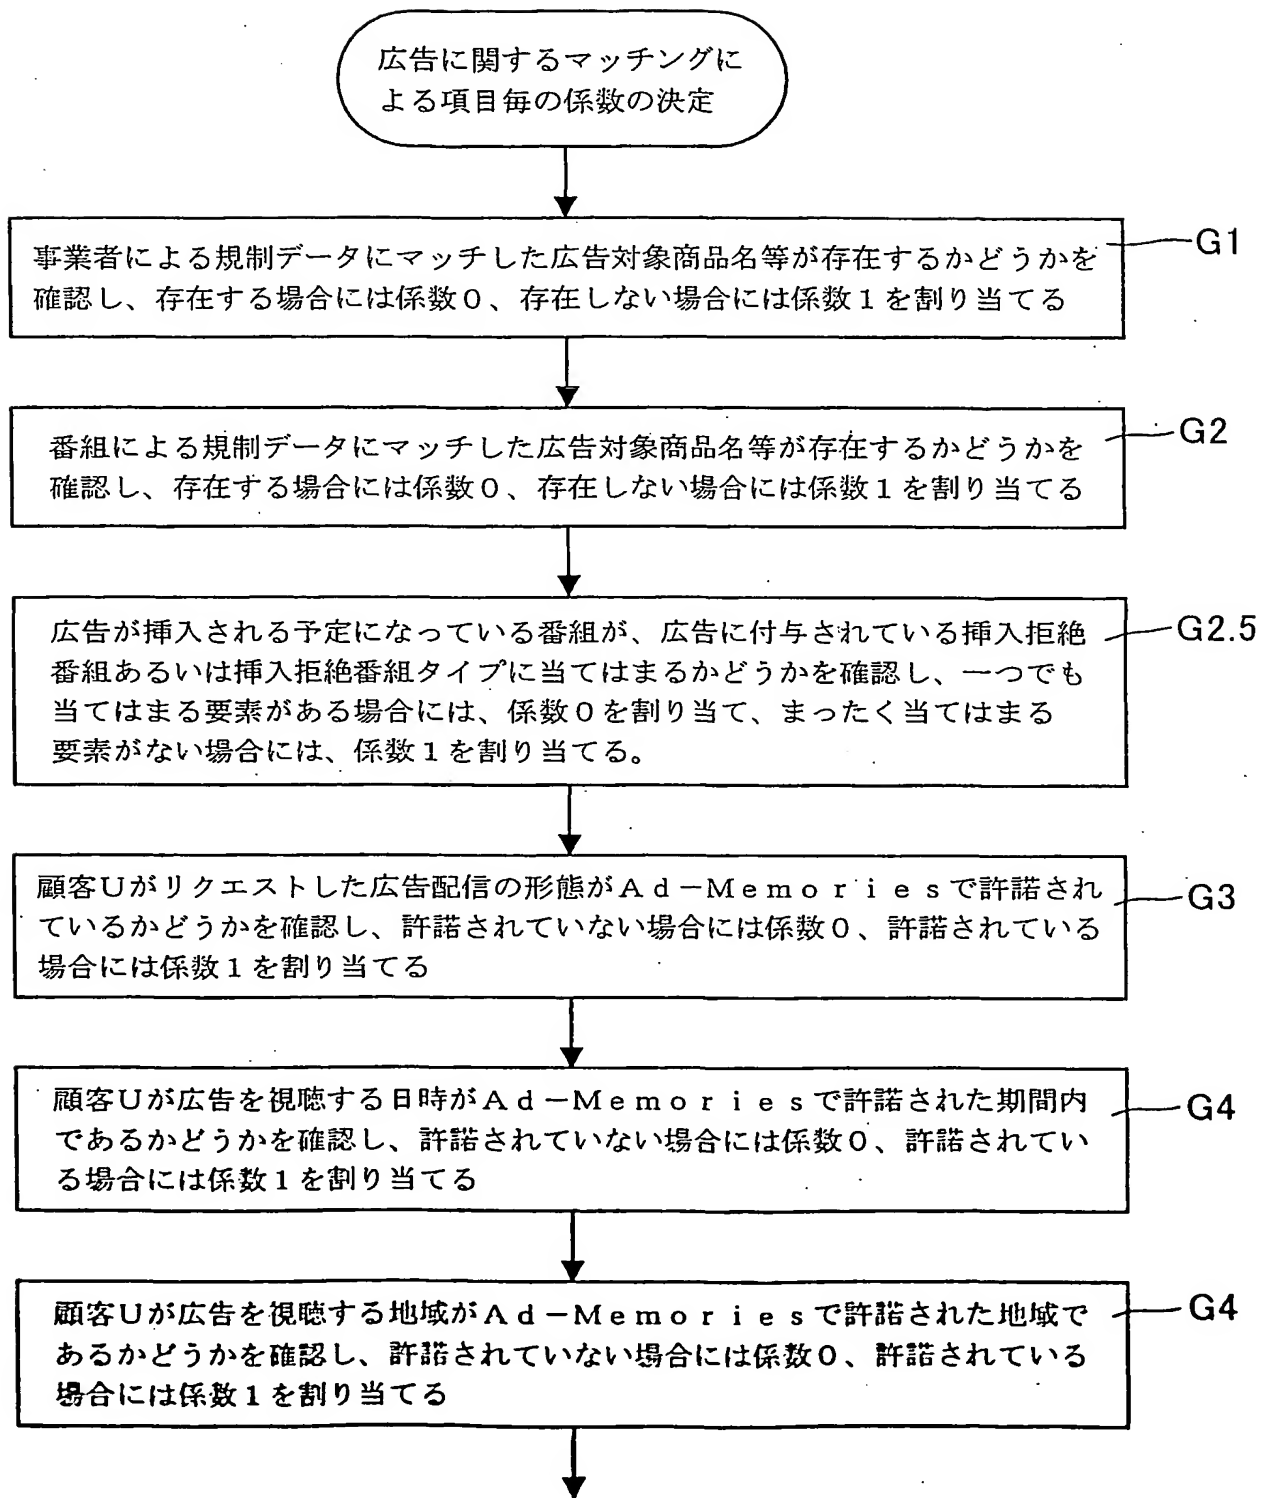 広告に関するマッチングに
よる項目毎の係数の決定
事業者による規制データにマッチした広告対象商品名等が存在するかどうかを
確認し、存在する場合には係数0、存在しない場合には係数1を割り当てる
G1
番組による規制データにマッチした広告対象商品名等が存在するかどうかを
確認し、存在する場合には係数0、存在しない場合には係数1を割り当てる
G2
広告が挿入される予定になっている番組が、広告に付与されている挿入拒絶
番組あるいは挿入拒絶番組タイプに当てはまるかどうかを確認し、一つでも
当てはまる要素がある場合には、係数0を割り当て、まったく当てはまる
要素がない場合には、係数1を割り当てる。
G2.5
顧客UがリクエストしたA広告配信の形態がAd-Memoriesで許諾され
ているかどうかを確認し、許諾されていない場合には係数0、許諾されている
場合には係数1を割り当てる
G3
顧客Uが広告を視聴する日時がAd-Memoriesで許諾された期間内
であるかどうかを確認し、許諾されていない場合には係数0、許諾されてい
る場合には係数1を割り当てる
G4
顧客Uが広告を視聴する地域がAd-Memoriesで許諾された地域で
あるかどうかを確認し、許諾されていない場合には係数0、許諾されている
場合には係数1を割り当てる
G4